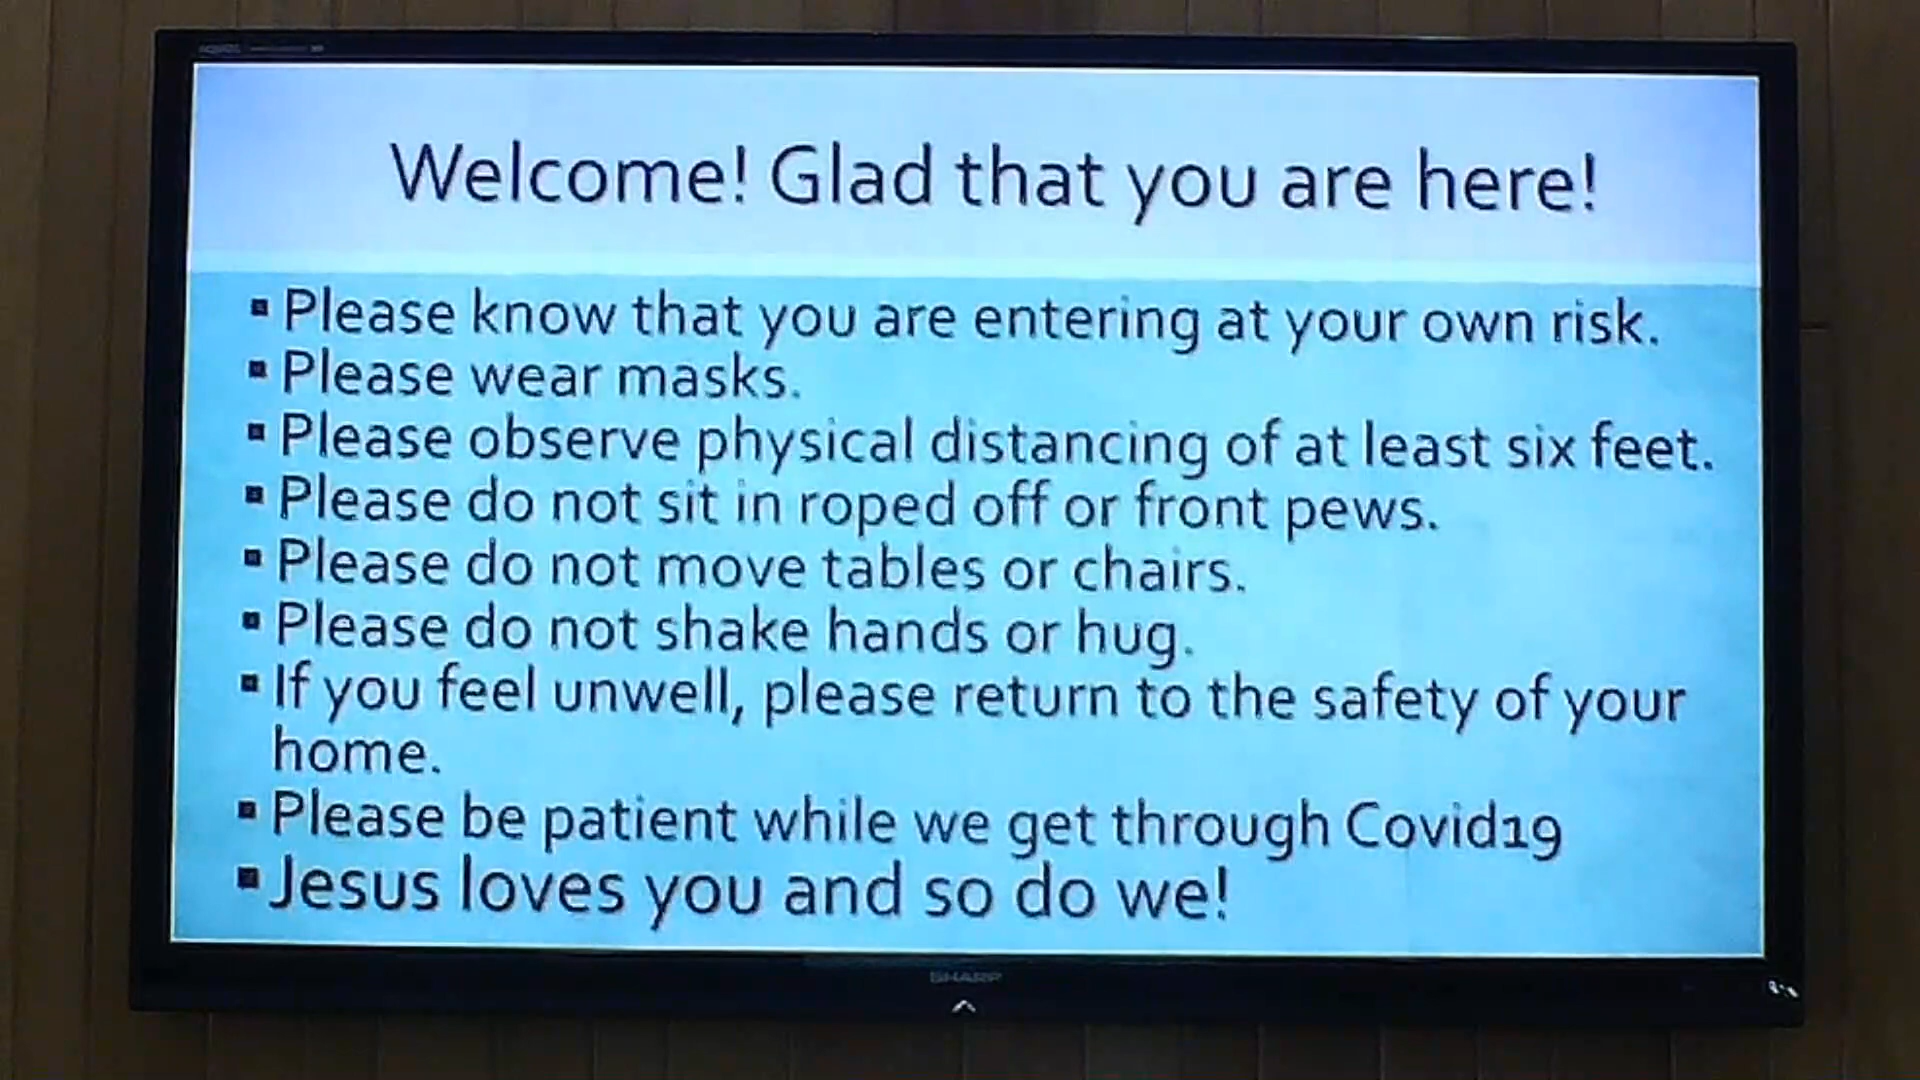 Welcome! Glad that you are here!
▪ Please know that you are entering at your own risk.
▪ Please wear masks.
▪ Please observe physical distancing of at least six feet.
▪ Please do not sit in roped off or front pews.
▪ Please do not move tables or chairs.
▪ Please do not shake hands or hug.
▪ If you feel unwell, please return to the safety of your
home.
▪ Please be patient while we get through Covid19
▪ Jesus loves you and so do we!
SHARP